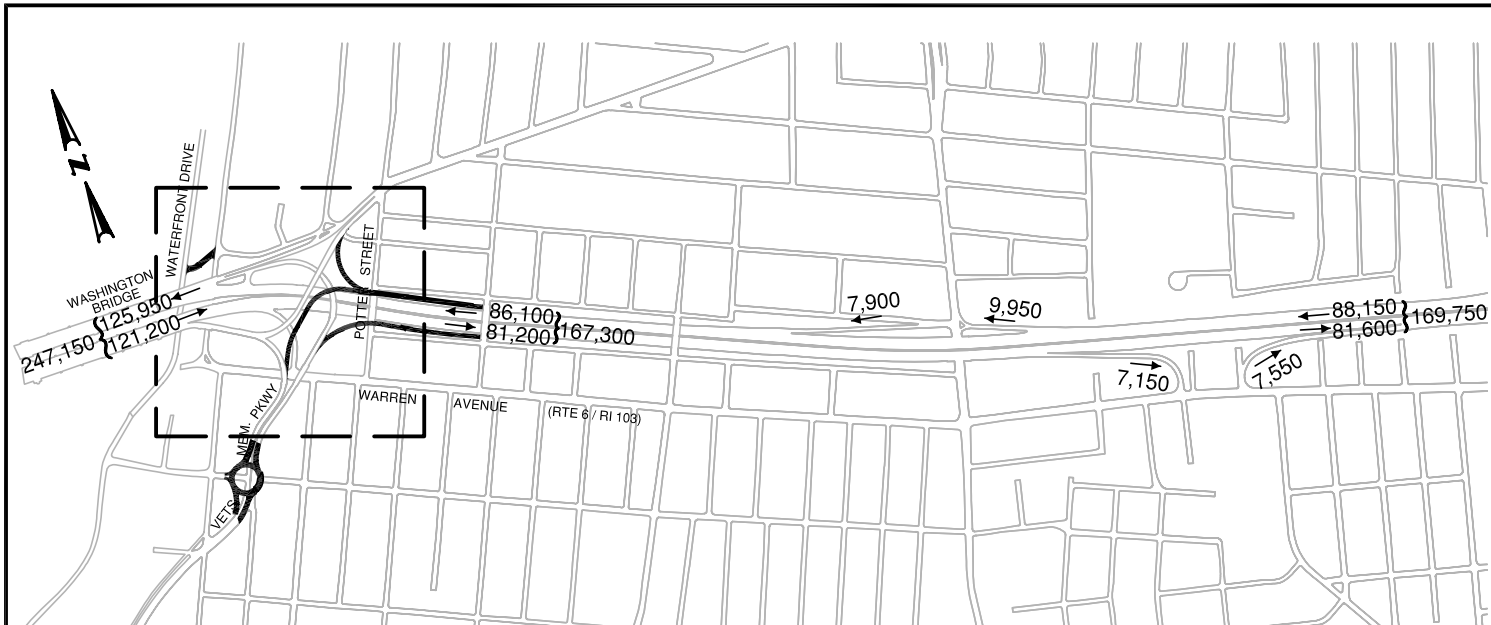 N
WATERFRONT DRIVE
WASHINGTON
BRIDGE
125,950
121,200
247,150
POTTER STREET
86,100
81,200
167,300
7,900
9,950
88,150
81,600
169,750
7,150
7,550
WARREN AVENUE (RTE 6 / RI 103)
VETS MEM. PKWY